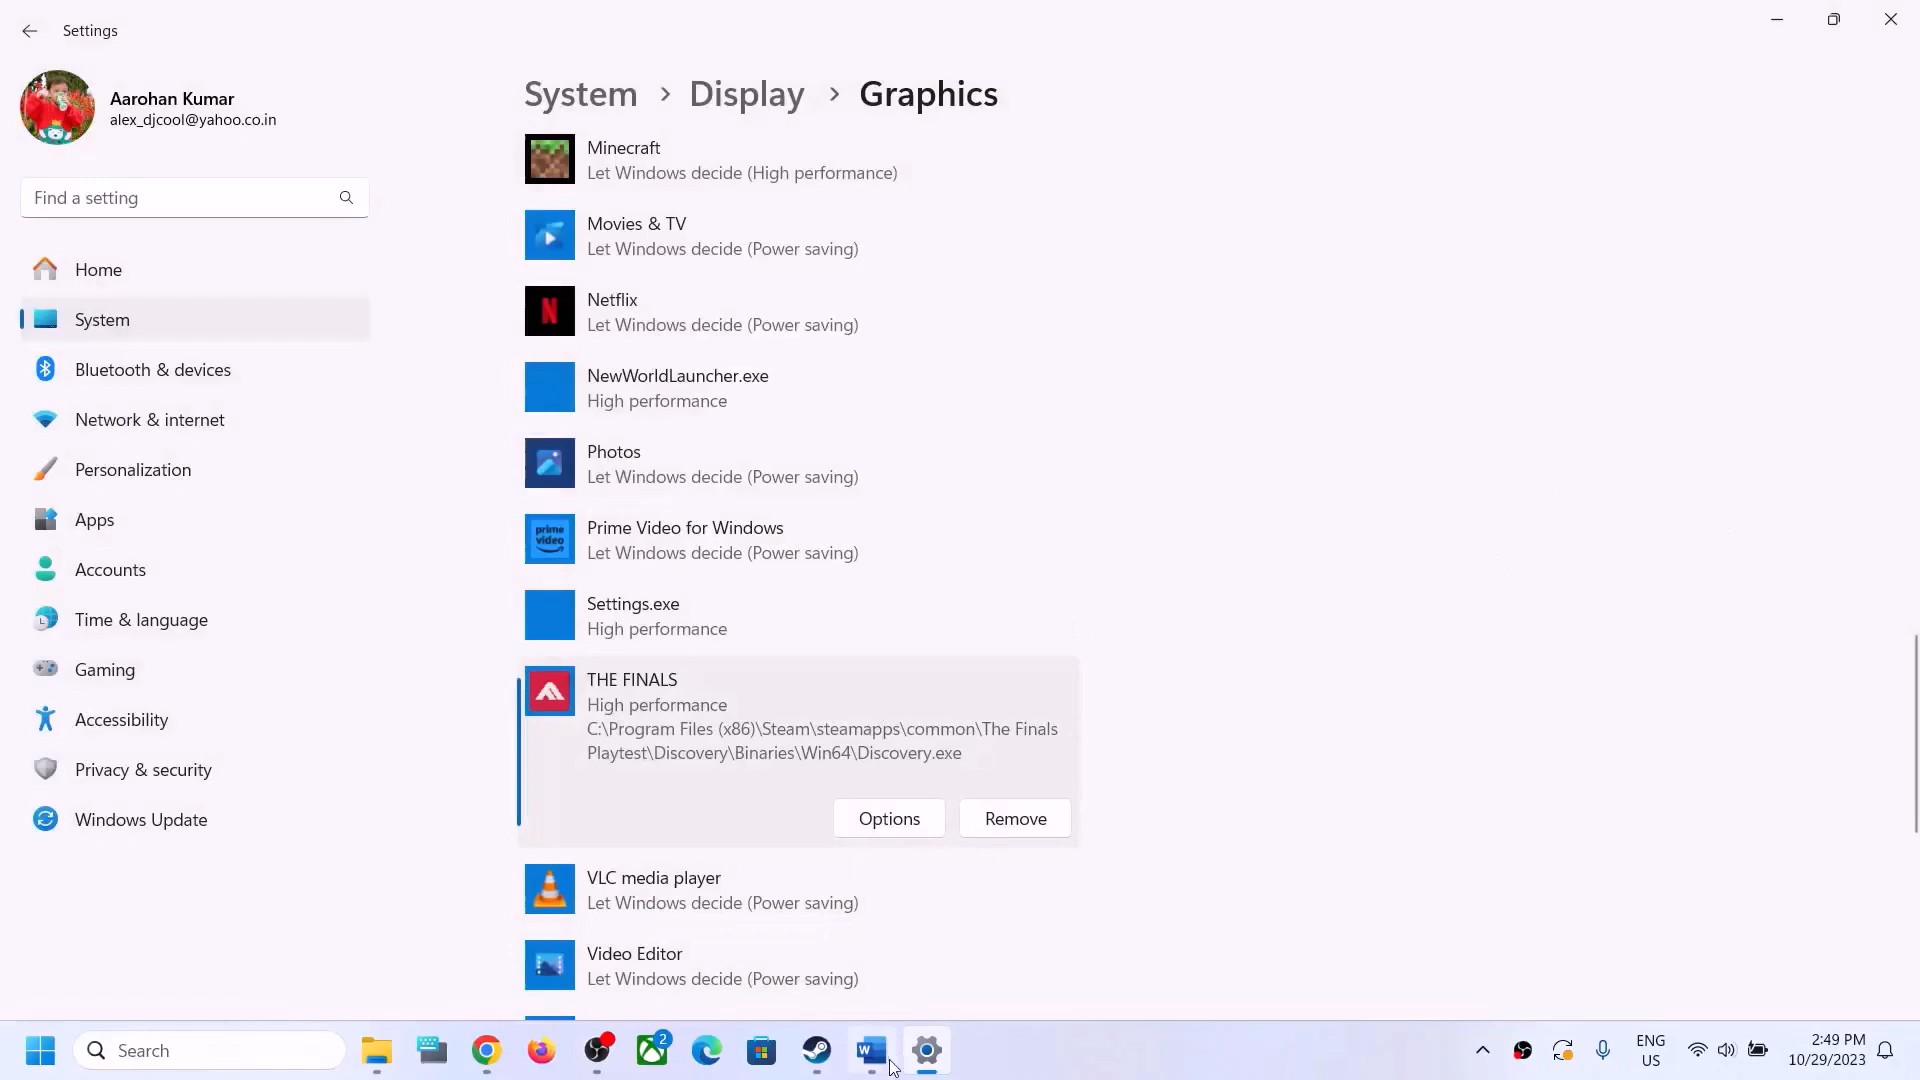 Settings
Aarohan Kumar
alex_djcool@yahoo.co.in
Find a setting
Home
System
Bluetooth & devices
Network & internet
Personalization
Apps
Accounts
Time & language
Gaming
Accessibility
Privacy & security
Windows Update
System > Display > Graphics
Minecraft
Let Windows decide (High performance)
Movies & TV
Let Windows decide (Power saving)
N
Netflix
Let Windows decide (Power saving)
NewWorldLauncher.exe
High performance
Photos
Let Windows decide (Power saving)
prime
video
Prime Video for Windows
Let Windows decide (Power saving)
Settings.exe
High performance
THE FINALS
High performance
C:\Program Files (x86)\Steam\steamapps\common\The Finals
Playtest\Discovery\Binaries\Win64\Discovery.exe
Options
Remove
VLC media player
Let Windows decide (Power saving)
Video Editor
Let Windows decide (Power saving)
Search
2
W
ENG
US
2:49 PM
10/29/2023